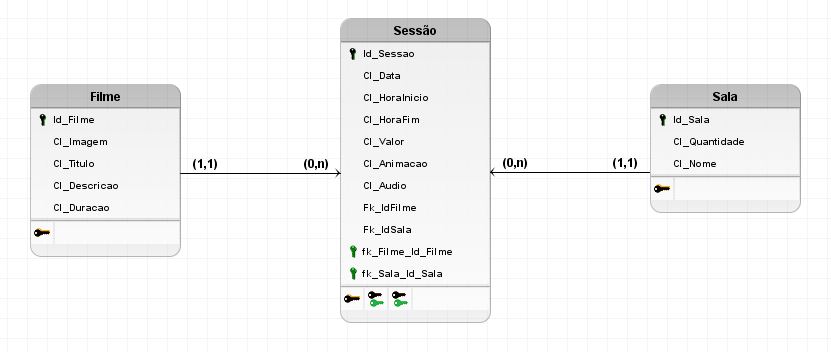 Filme
Id_Filme
Cl_Imagem
Cl_Titulo
Cl_Descricao
Cl_Duracao
(1,1)
(0,n)
Sessão
Id_Sessao
Cl_Data
Cl_HoraInicio
Cl_HoraFim
Cl_Valor
Cl_Animacao
Cl_Audio
Fk_IdFilme
Fk_IdSala
fk_Filme_Id_Filme
fk_Sala_Id_Sala
(0,n)
(1,1)
Sala
Id_Sala
Cl_Quantidade
Cl_Nome